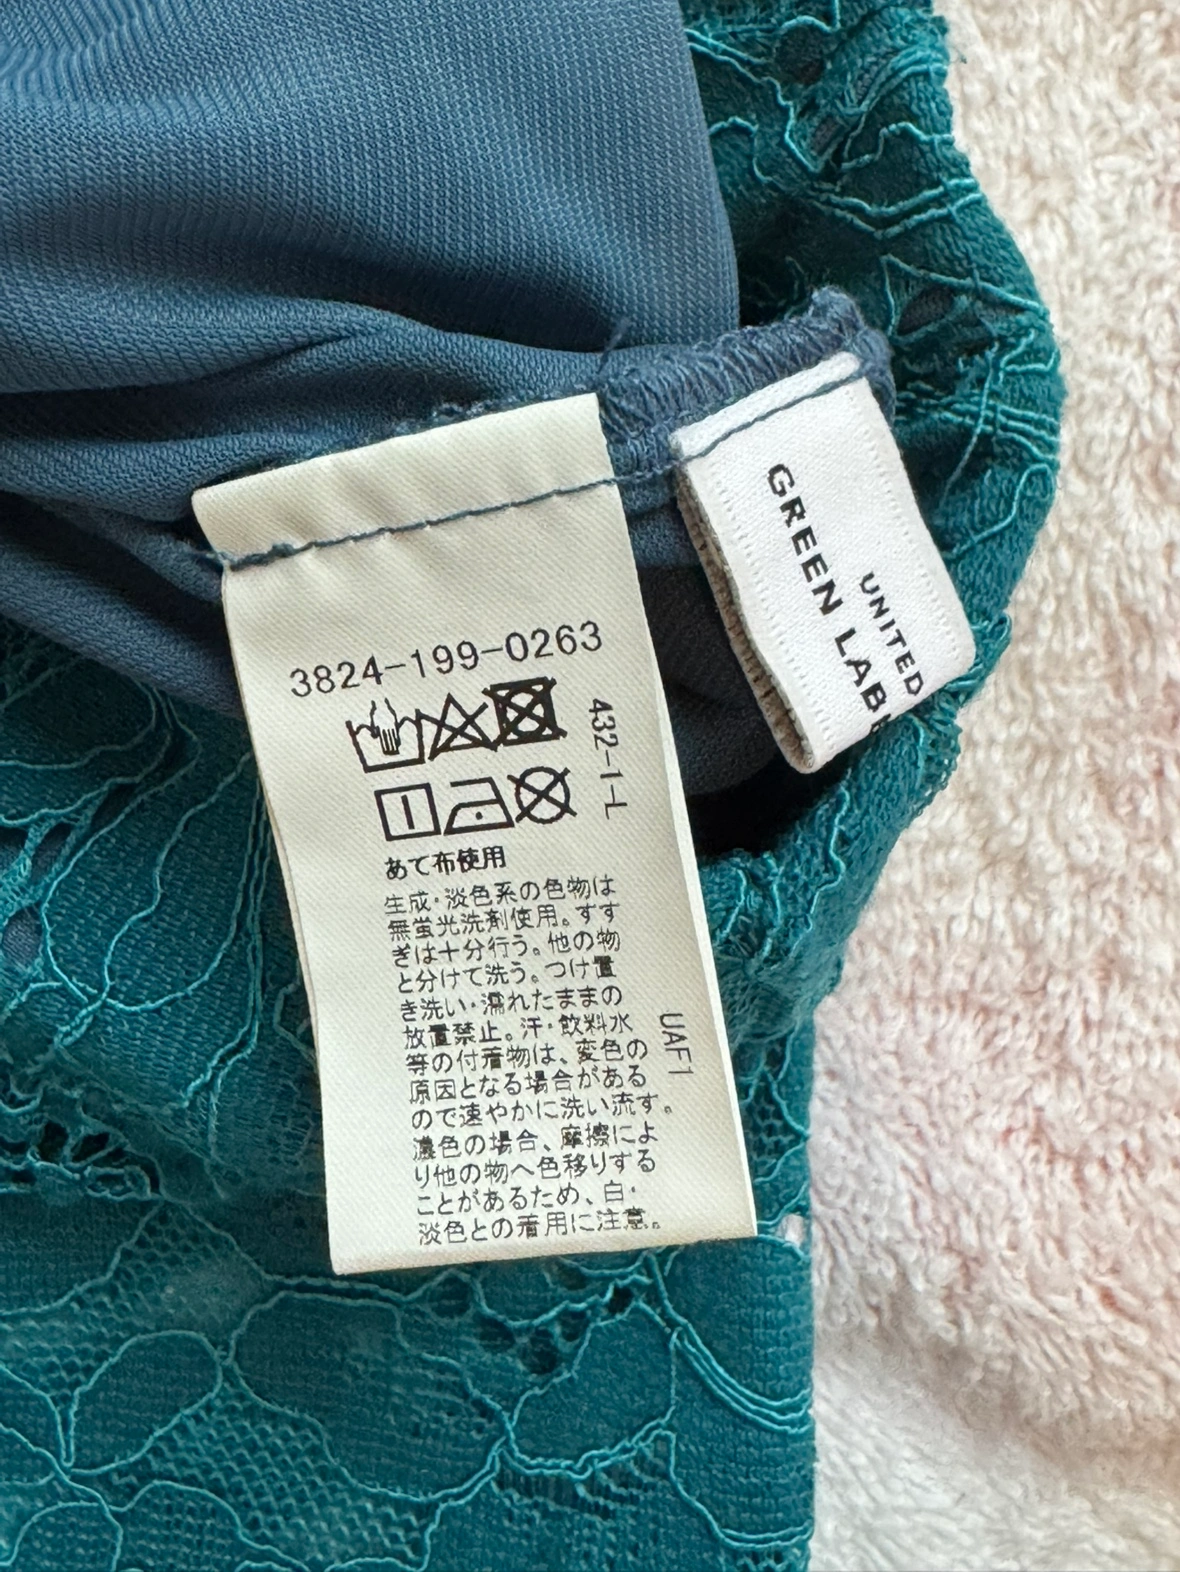 3824-199-0263
432-1-L
あて布使用
生成・淡色系の色物は
無蛍光洗剤使用。すす
ぎは十分行う。他の物
と分けて洗う。つけ置
き洗い・濡れたままの
放置禁止。汗・飲料水
等の付着物は、変色の
原因となる場合がある
ので速やかに洗い流す。
濃色の場合、摩擦によ
り他の物へ色移りする
ことがあるため、白・
淡色との着用に注意。
UAF1
UNITED
GREEN LAB